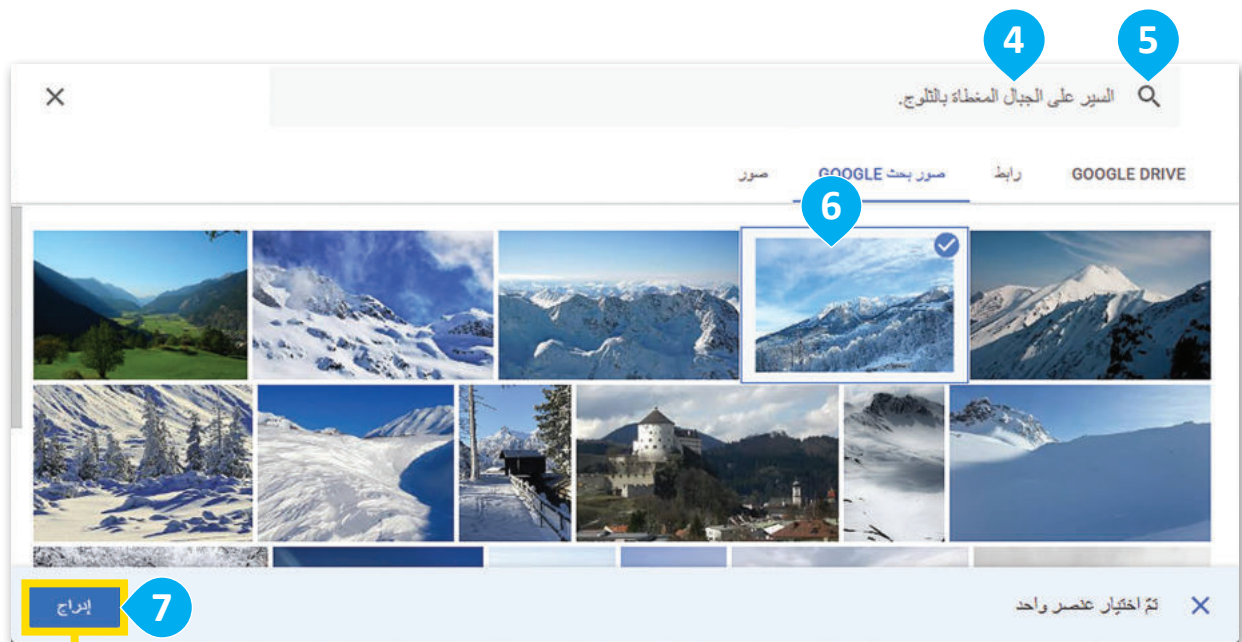 4 5
السير على الجبال المغطاة بالثلوج.
GOOGLE DRIVE رابط صور بحث GOOGLE صور
6
تمّ اختيار عنصر واحد
7 إدراج